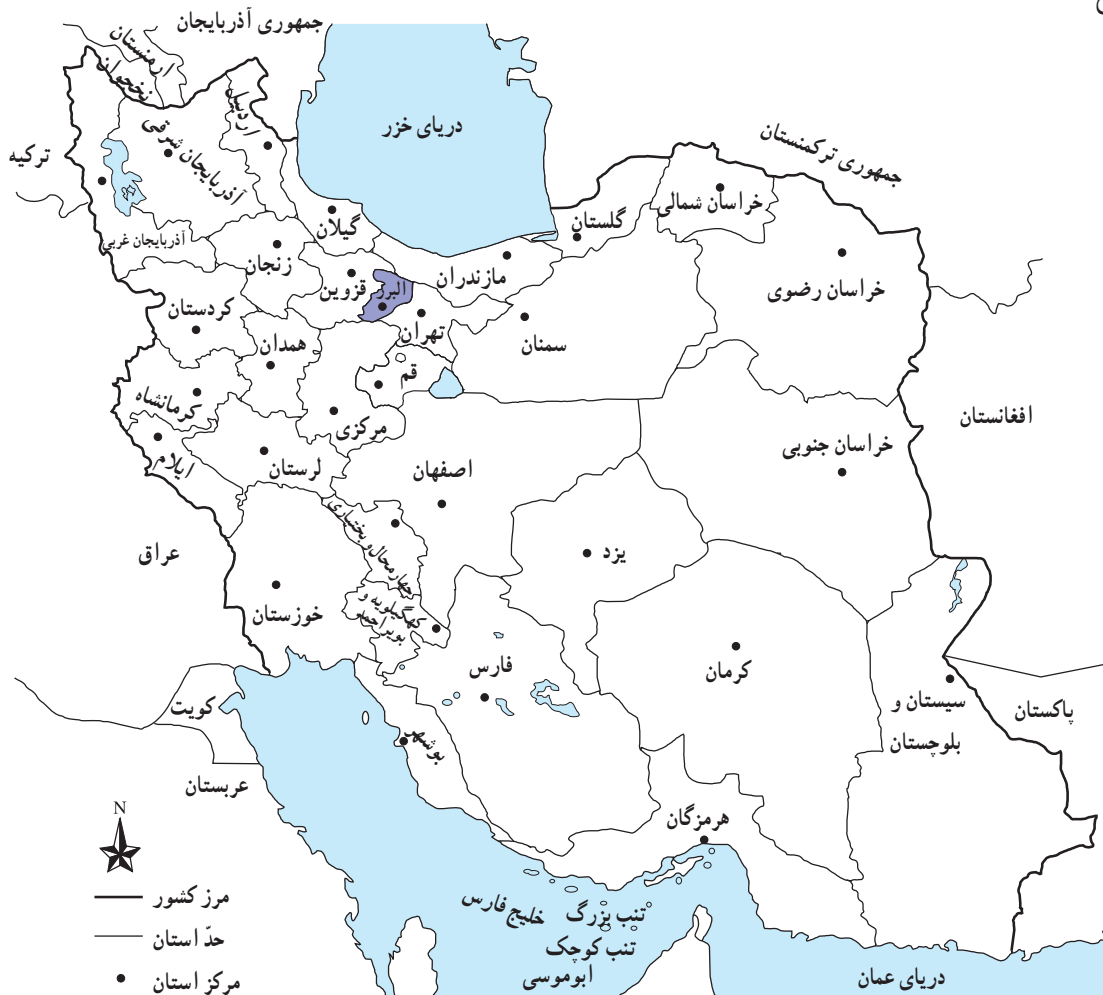 جمهوری آذربایجان
ارمنستان
نخجوان
ترکیه
اردبیل
آذربایجان شرقی
دریای خزر
جمهوری ترکمنستان
آذربایجان غربی
گیلان
گلستان
خراسان شمالی
زنجان
قزوین
البرز
مازندران
خراسان رضوی
کردستان
همدان
تهران
سمنان
کرمانشاه
قم
مرکزی
افغانستان
ایلام
لرستان
اصفهان
خراسان جنوبی
عراق
چهارمحال و بختیاری
یزد
خوزستان
کهگیلویه و
بویراحمد
فارس
کرمان
کویت
بوشهر
سیستان و
بلوچستان
پاکستان
عربستان
هرمزگان
خلیج فارس
تنب بزرگ
تنب کوچک
ابوموسی
دریای عمان
N
مرز کشور
حدّ استان
مرکز استان